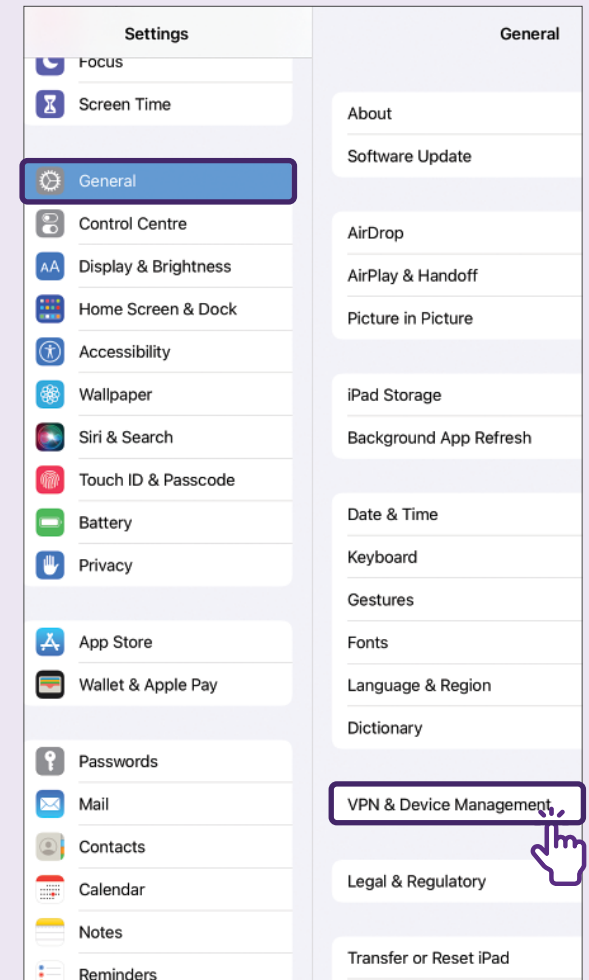 Settings
Focus
Screen Time
General
Control Centre
AA
Display & Brightness
Home Screen & Dock
Accessibility
Wallpaper
Siri & Search
Touch ID & Passcode
Battery
Privacy
App Store
Wallet & Apple Pay
Passwords
Mail
Contacts
Calendar
Notes
Reminders
General
About
Software Update
AirDrop
AirPlay & Handoff
Picture in Picture
iPad Storage
Background App Refresh
Date & Time
Keyboard
Gestures
Fonts
Language & Region
Dictionary
VPN & Device Management
Legal & Regulatory
Transfer or Reset iPad